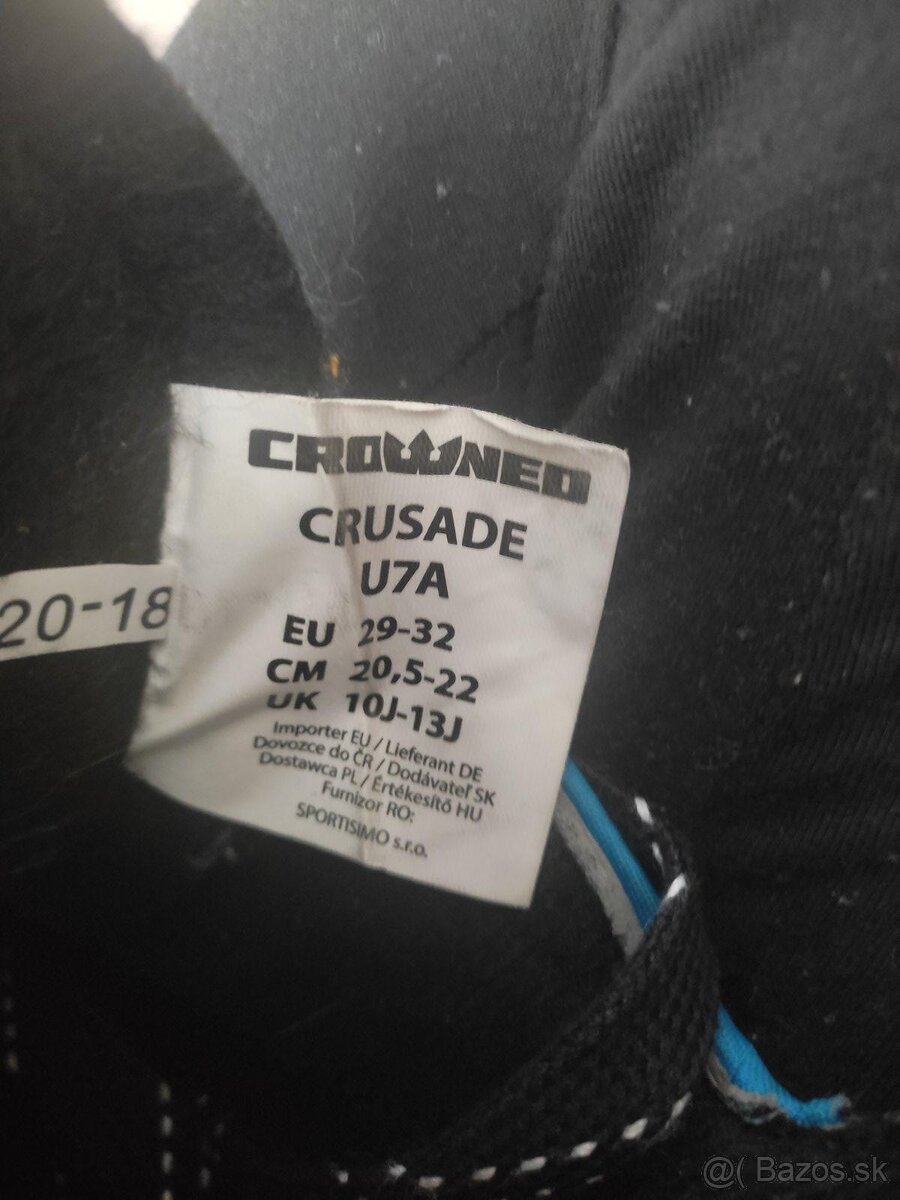 CROWNED
CRUSADE
U7A
EU 29-32
CM 20,5-22
UK 10J-13J
Importer EU / Lieferant DE
Dovozce do ČR / Dodávateľ SK
Dostawca PL / Értékesítő HU
Furnizor RO:
SPORTISIMO s.r.o.
20-18
@( Bazos.sk